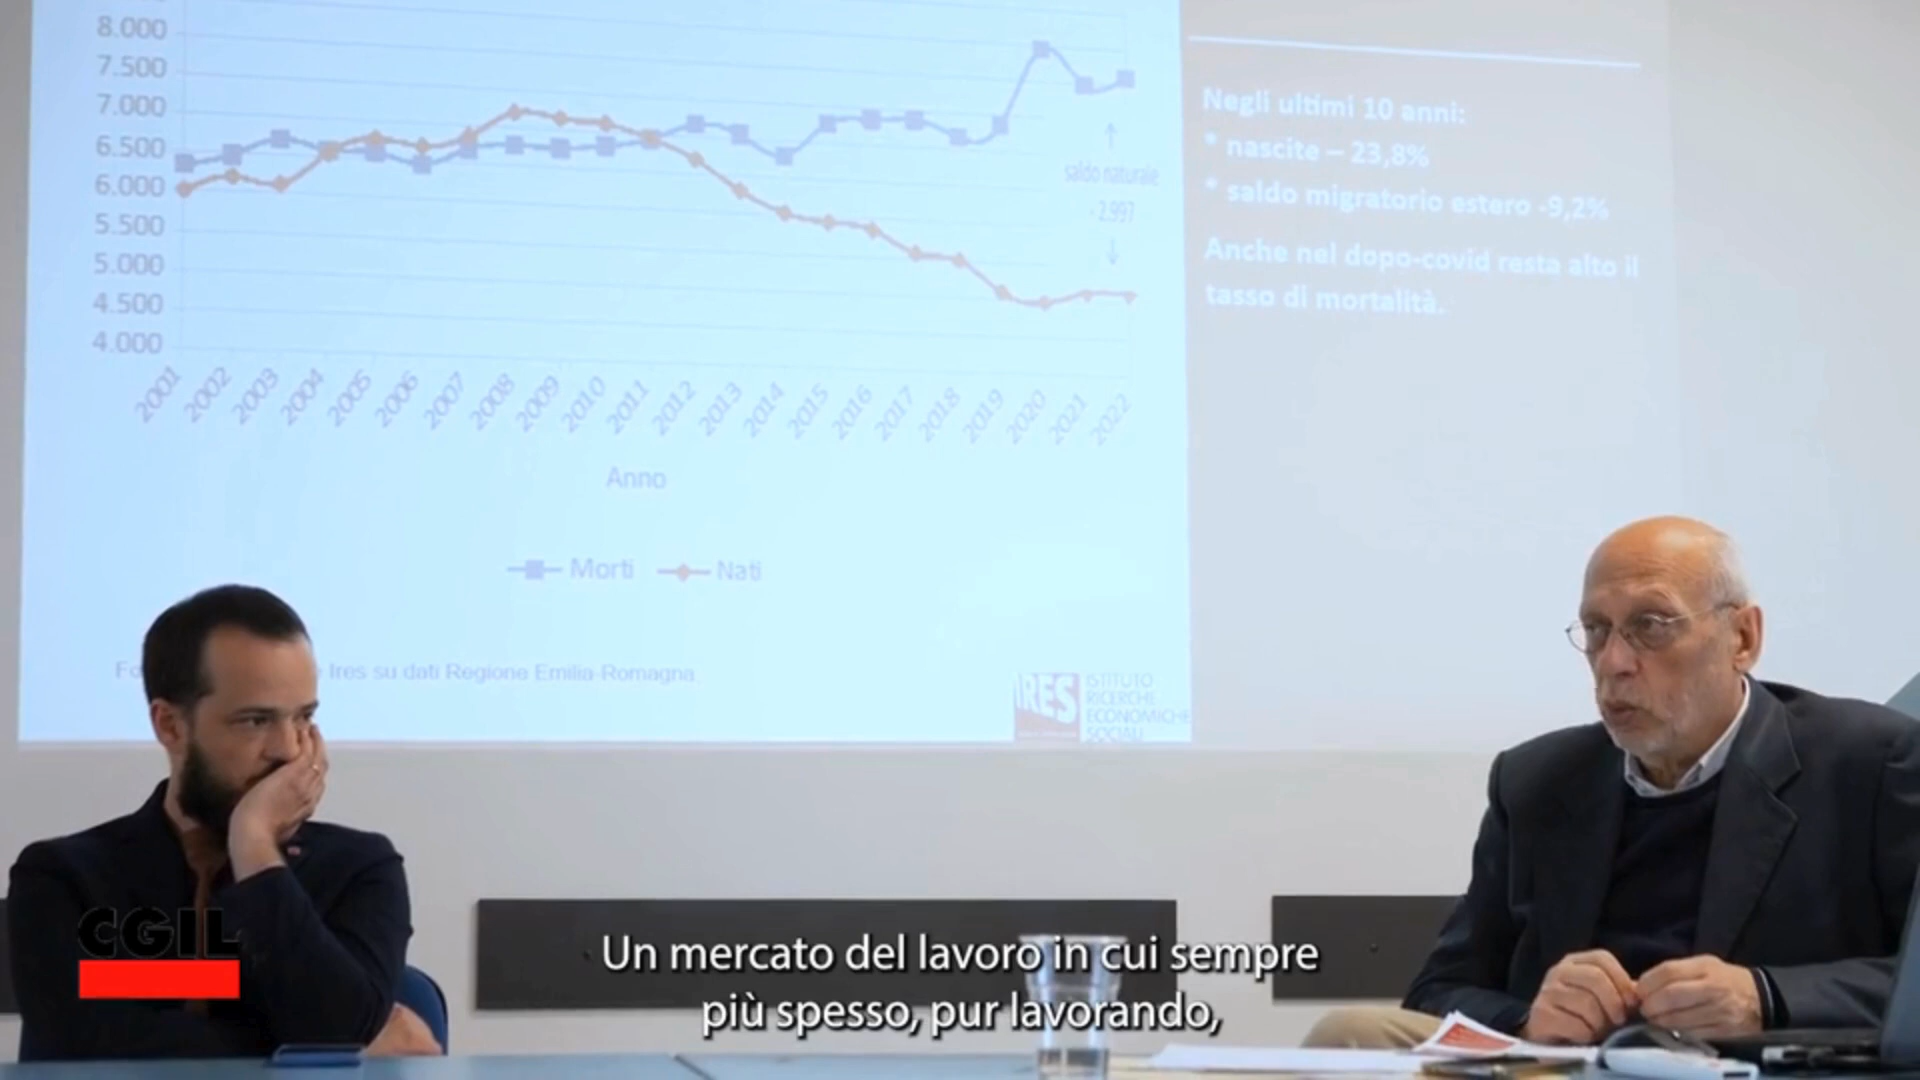 8.000
7.500
7.000
6.500
6.000
5.500
5.000
4.500
4.000
2001 2002 2003 2004 2005 2006 2007 2008 2009 2010 2011 2012 2013 2014 2015 2016 2017 2018 2019 2020 2021 2022
Anno
saldo naturale
-2.997
Morti Nati
Ires su dati Regione Emilia-Romagna
IRES
ISTITUTO
RICERCHE
ECONOMICHE
SOCIALI
Negli ultimi 10 anni:
* nascite – 23,8%
* saldo migratorio estero -9,2%
Anche nel dopo-covid resta alto il
tasso di mortalità.
CGIL
Un mercato del lavoro in cui sempre
più spesso, pur lavorando,